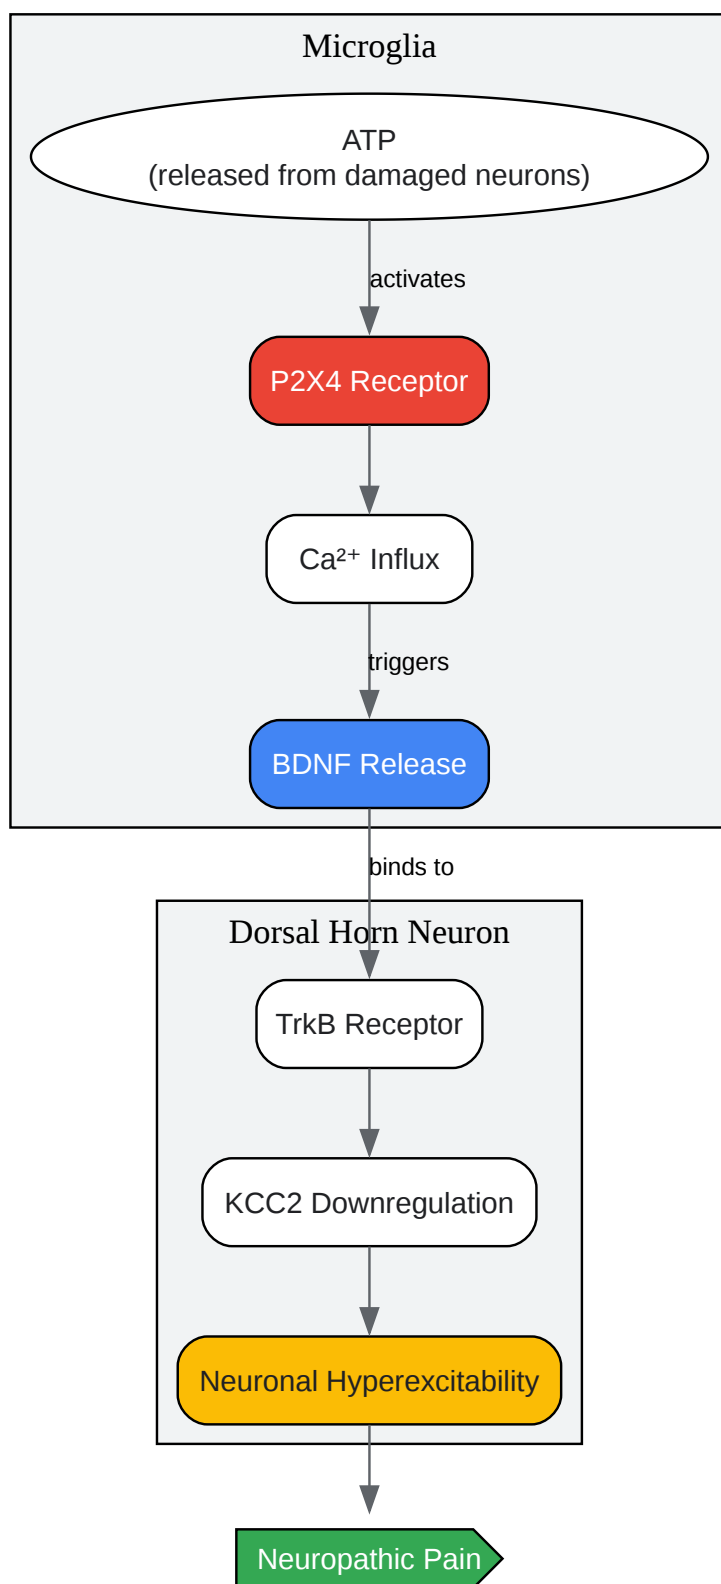 Microglia
ATP
(released from damaged neurons)
activates
P2X4 Receptor
Ca²⁺ Influx
triggers
BDNF Release
binds to
Dorsal Horn Neuron
TrkB Receptor
KCC2 Downregulation
Neuronal Hyperexcitability
Neuropathic Pain